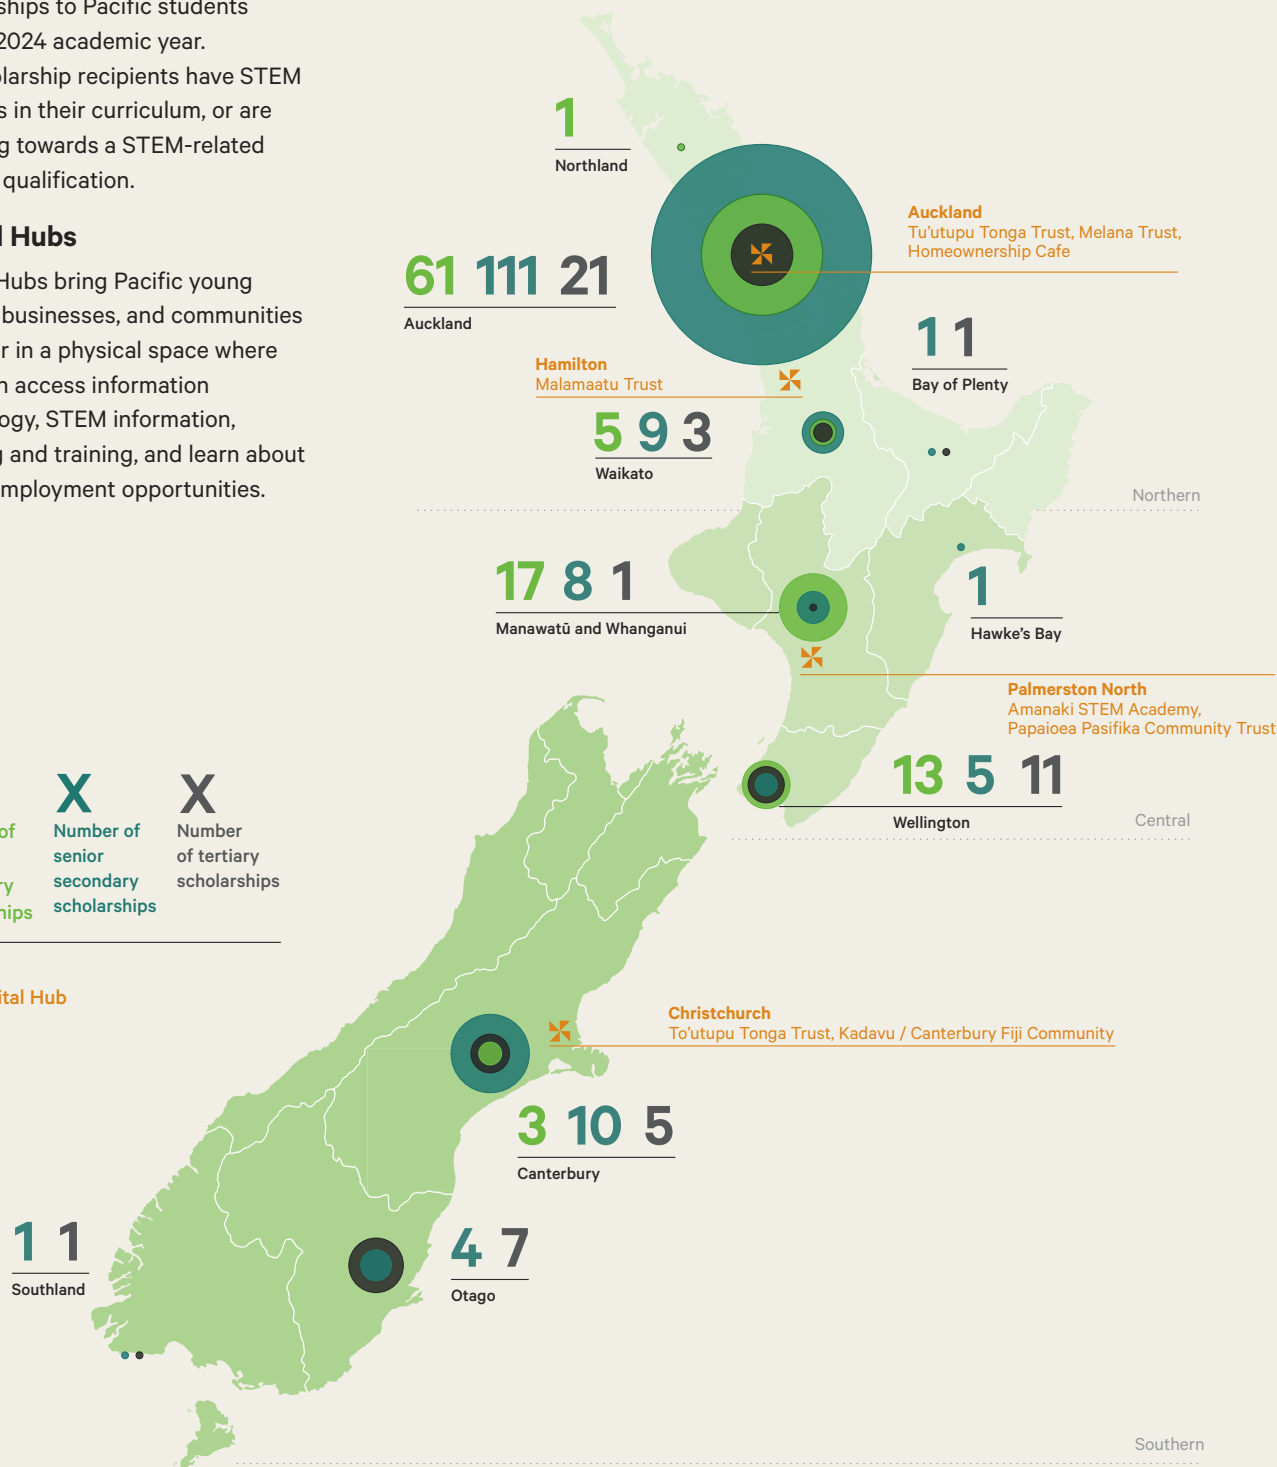 ships to Pacific students
2024 academic year.
olarship recipients have STEM
s in their curriculum, or are
g towards a STEM-related
qualification.
l Hubs
Hubs bring Pacific young
businesses, and communities
r in a physical space where
n access information
ogy, STEM information,
g and training, and learn about
mployment opportunities.
1
Northland
Auckland
Tu'utupu Tonga Trust, Melana Trust,
Homeownership Cafe
61 111 21
Auckland
1 1
Bay of Plenty
Hamilton
Malamaatu Trust
5 9 3
Waikato
Northern
17 8 1
Manawatū and Whanganui
1
Hawke's Bay
Palmerston North
Amanaki STEM Academy,
Papaioea Pasifika Community Trust
13 5 11
Wellington
Central
X
Number of
senior
secondary
scholarships
X
Number
of tertiary
scholarships
of
ry
hips
ital Hub
Christchurch
To'utupu Tonga Trust, Kadavu / Canterbury Fiji Community
3 10 5
Canterbury
1 1
Southland
4 7
Otago
Southern